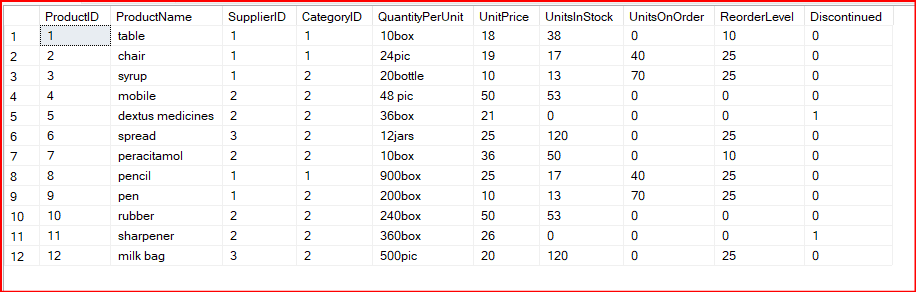 ProductID ProductName SupplierID CategoryID QuantityPerUnit UnitPrice UnitsInStock UnitsOnOrder ReorderLevel Discontinued
1 1 table 1 1 10box 18 38 0 10 0
2 2 chair 1 1 24pic 19 17 40 25 0
3 3 syrup 1 2 20bottle 10 13 70 25 0
4 4 mobile 2 2 48 pic 50 53 0 0 0
5 5 dextus medicines 2 2 36box 21 0 0 0 1
6 6 spread 3 2 12jars 25 120 0 25 0
7 7 peracitamol 2 2 10box 36 50 0 10 0
8 8 pencil 1 1 900box 25 17 40 25 0
9 9 pen 1 2 200box 10 13 70 25 0
10 10 rubber 2 2 240box 50 53 0 0 0
11 11 sharpener 2 2 360box 26 0 0 0 1
12 12 milk bag 3 2 500pic 20 120 0 25 0